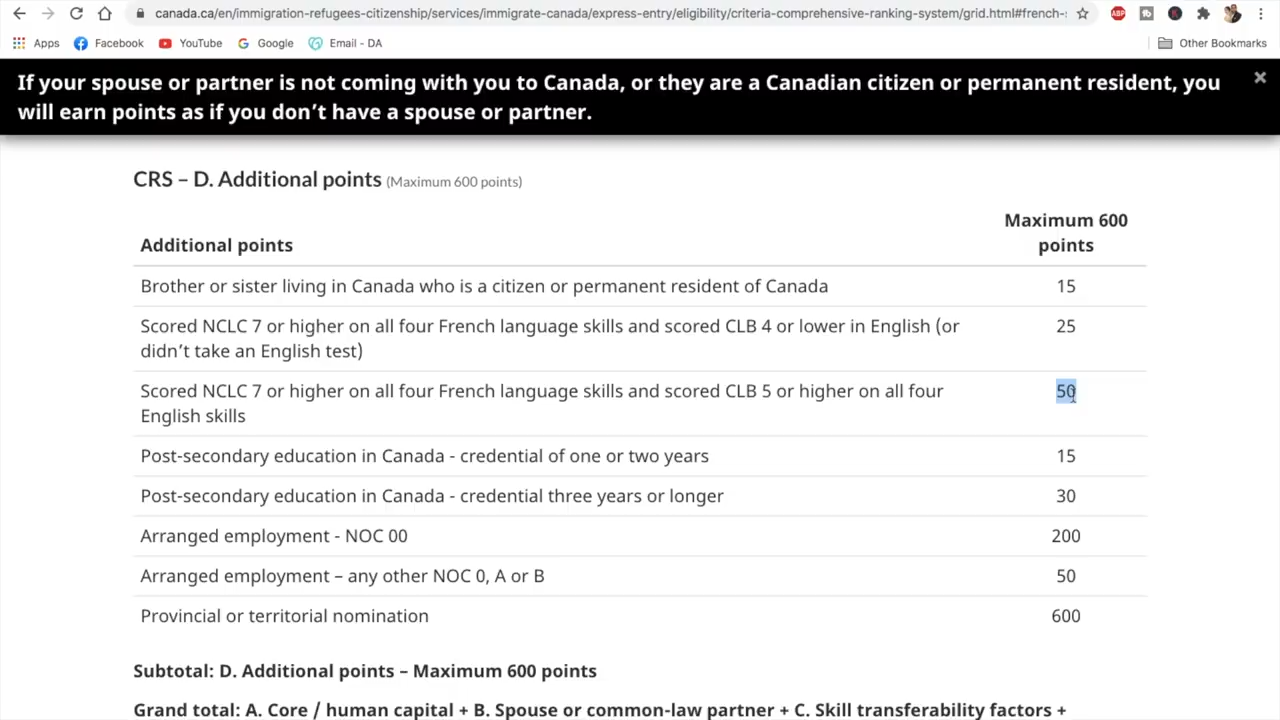 canada.ca/en/immigration-refugees-citizenship/services/immigrate-canada/express-entry/eligibility/criteria-comprehensive-ranking-system/grid.html#french-
Apps Facebook YouTube Google Email - DA Other Bookmarks
If your spouse or partner is not coming with you to Canada, or they are a Canadian citizen or permanent resident, you
will earn points as if you don’t have a spouse or partner.
CRS – D. Additional points (Maximum 600 points)
Additional points Maximum 600
points
Brother or sister living in Canada who is a citizen or permanent resident of Canada 15
Scored NCLC 7 or higher on all four French language skills and scored CLB 4 or lower in English (or 25
didn’t take an English test)
Scored NCLC 7 or higher on all four French language skills and scored CLB 5 or higher on all four 50
English skills
Post-secondary education in Canada - credential of one or two years 15
Post-secondary education in Canada - credential three years or longer 30
Arranged employment - NOC 00 200
Arranged employment – any other NOC 0, A or B 50
Provincial or territorial nomination 600
Subtotal: D. Additional points – Maximum 600 points
Grand total: A. Core / human capital + B. Spouse or common-law partner + C. Skill transferability factors +